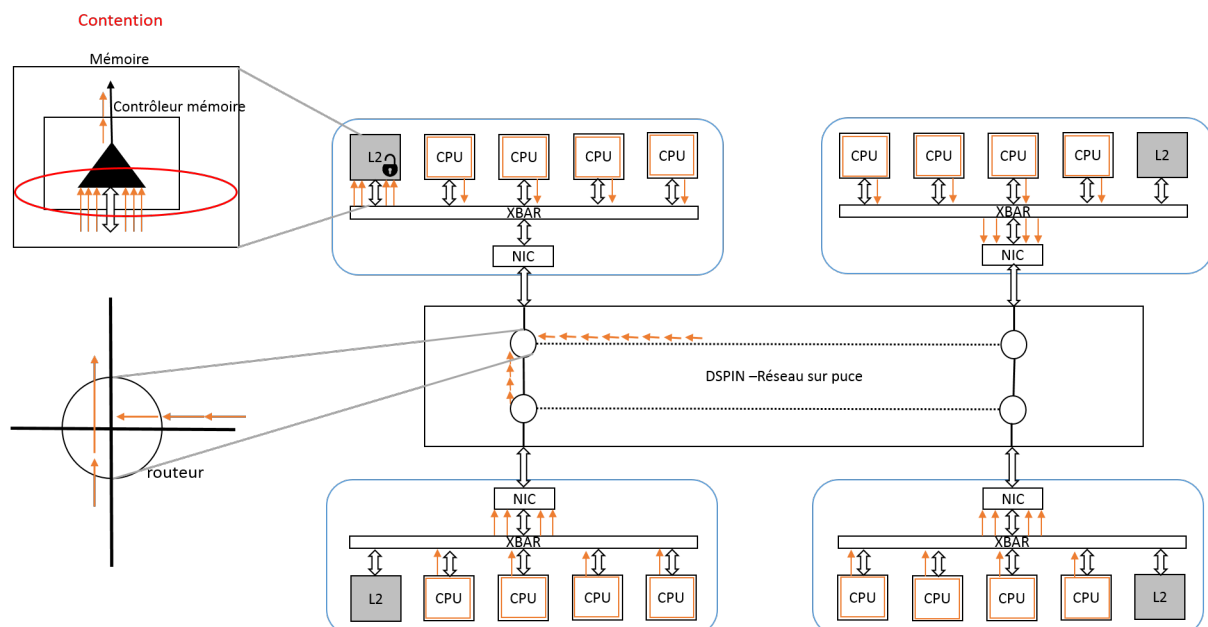 Contention
Mémoire
Contrôleur mémoire
L2 CPU CPU CPU CPU
XBAR
NIC
CPU CPU CPU CPU L2
XBAR
NIC
DSPIN –Réseau sur puce
routeur
NIC
XBAR
L2 CPU CPU CPU CPU
NIC
XBAR
CPU CPU CPU CPU L2